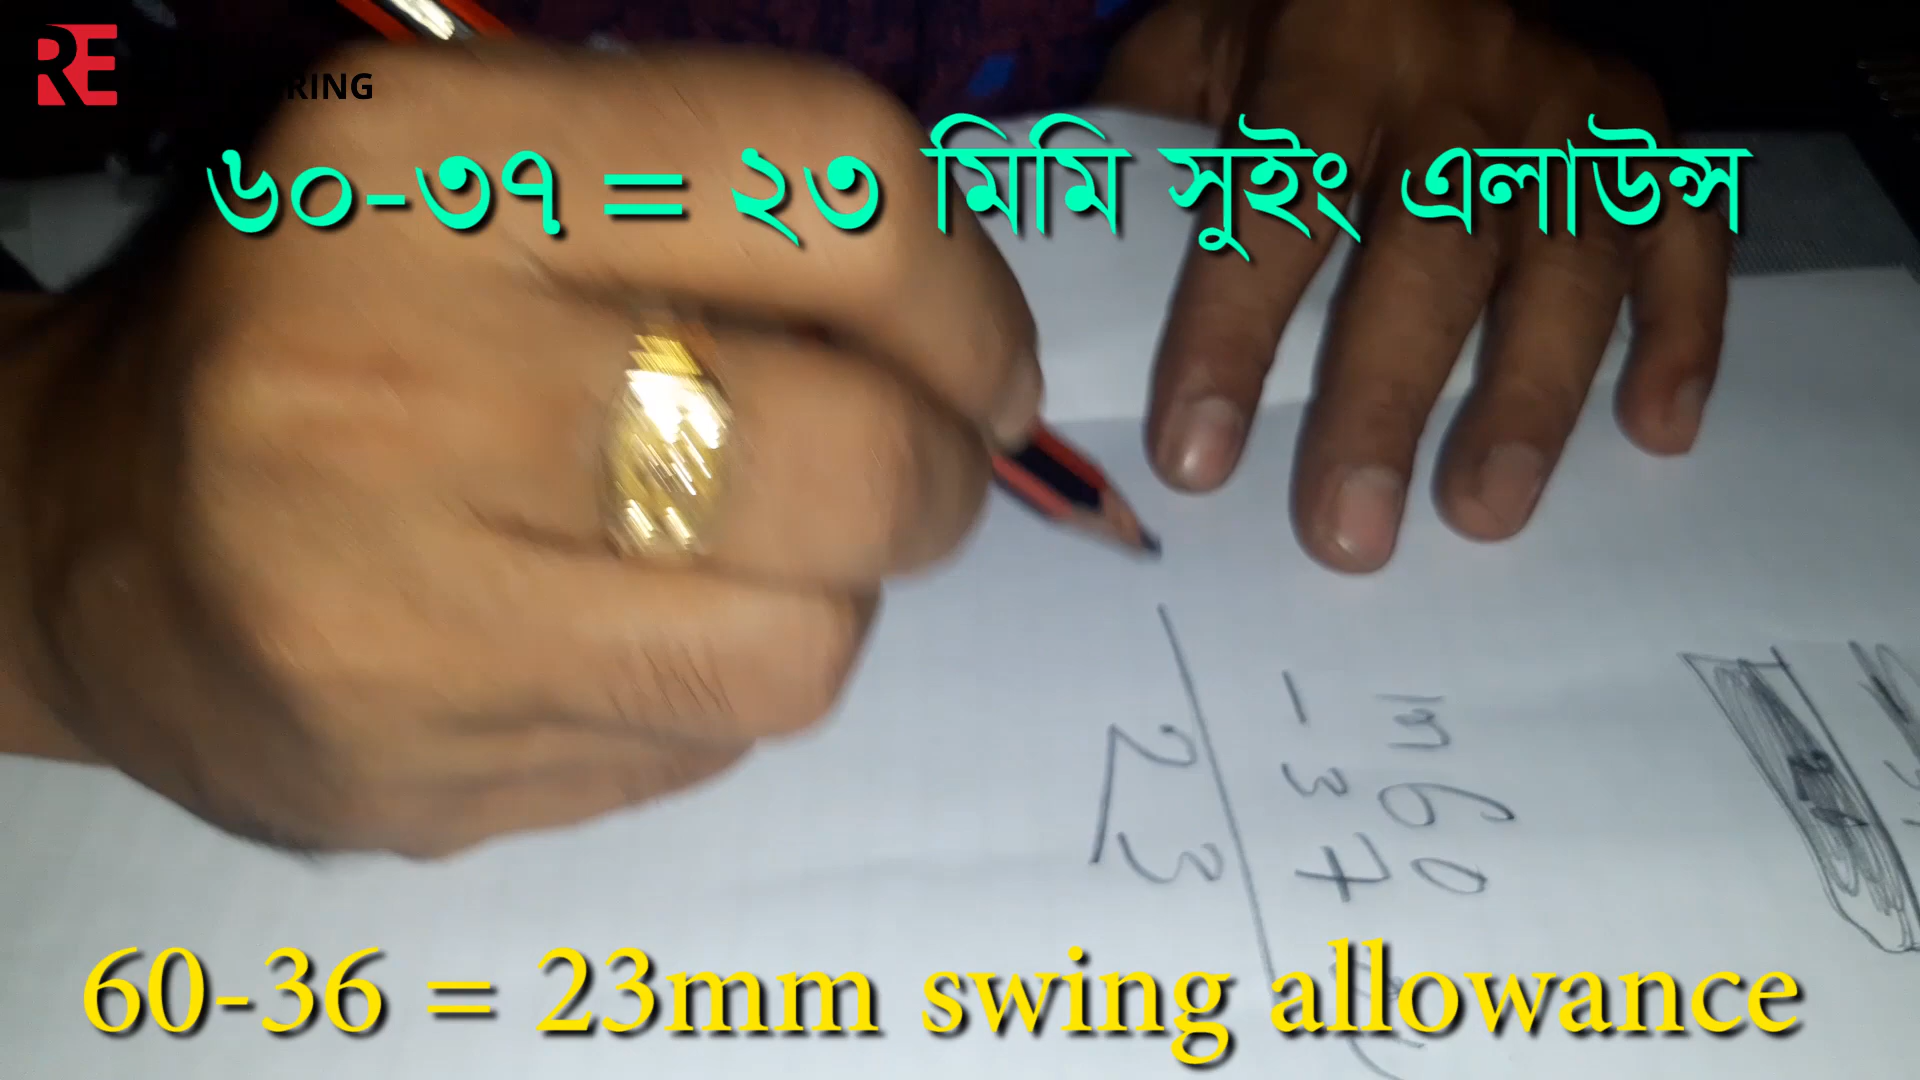 RE
RING
৬০-৩৭ = ২৩ মিমি সুইং এলাউন্স
60
- 37
23
60-36 = 23mm swing allowance